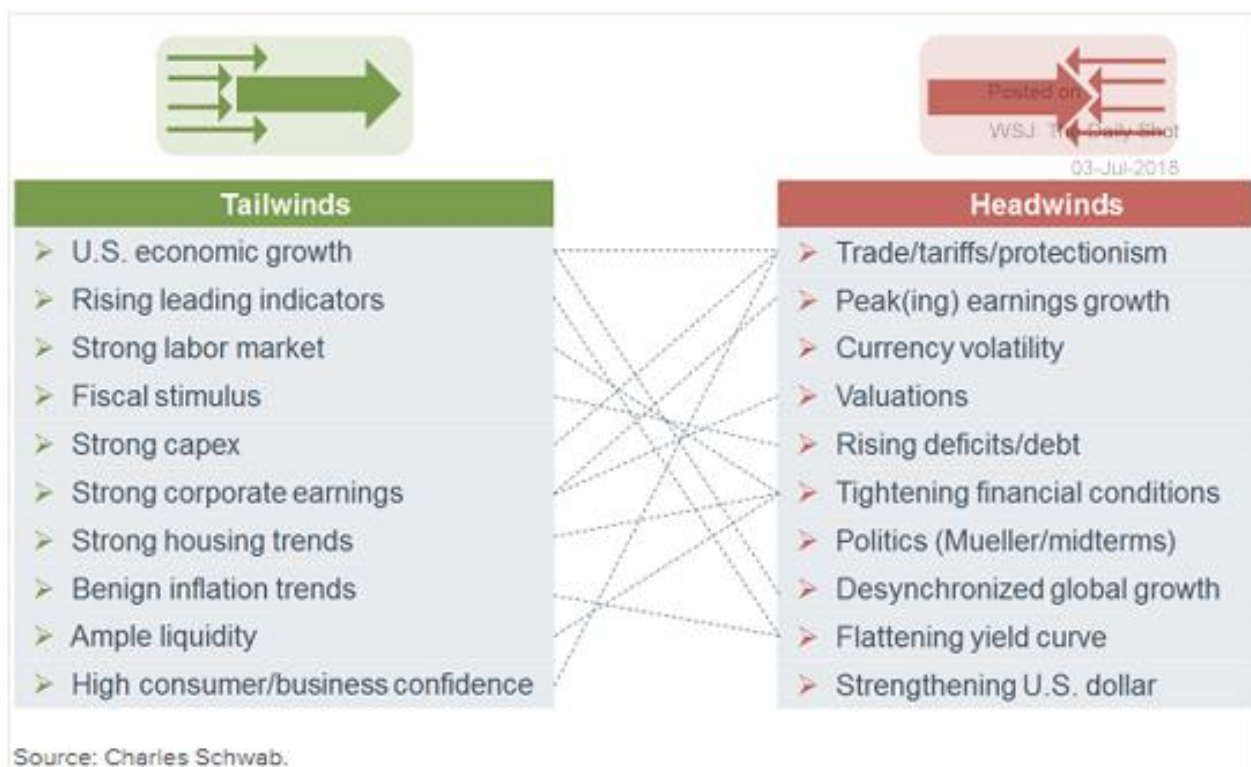 Posted on
WSJ: The Daily Shot
03-Jul-2018
Tailwinds
U.S. economic growth
Rising leading indicators
Strong labor market
Fiscal stimulus
Strong capex
Strong corporate earnings
Strong housing trends
Benign inflation trends
Ample liquidity
High consumer/business confidence
Headwinds
Trade/tariffs/protectionism
Peak(ing) earnings growth
Currency volatility
Valuations
Rising deficits/debt
Tightening financial conditions
Politics (Mueller/midterms)
Desynchronized global growth
Flattening yield curve
Strengthening U.S. dollar
Source: Charles Schwab.